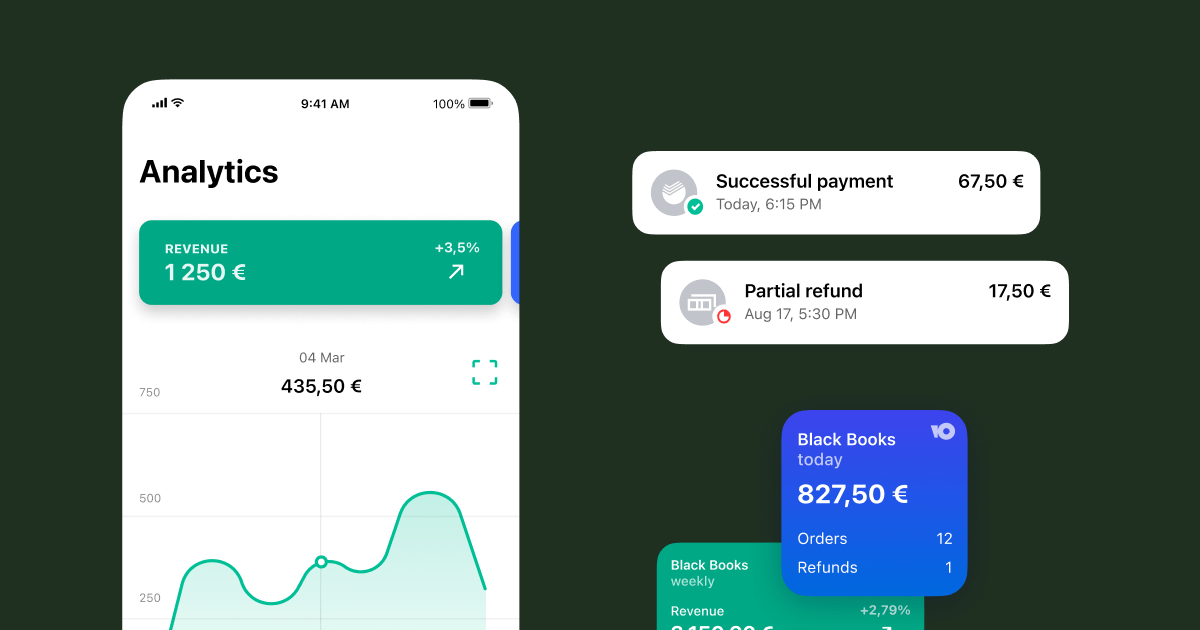 9:41 AM
100%
Analytics
REVENUE
+3,5%
1 250 €
04 Mar
435,50 €
750
500
250
Successful payment
67,50 €
Today, 6:15 PM
Partial refund
17,50 €
Aug 17, 5:30 PM
Black Books
today
827,50 €
Orders
12
Refunds
1
Black Books
weekly
Revenue
+2,79%